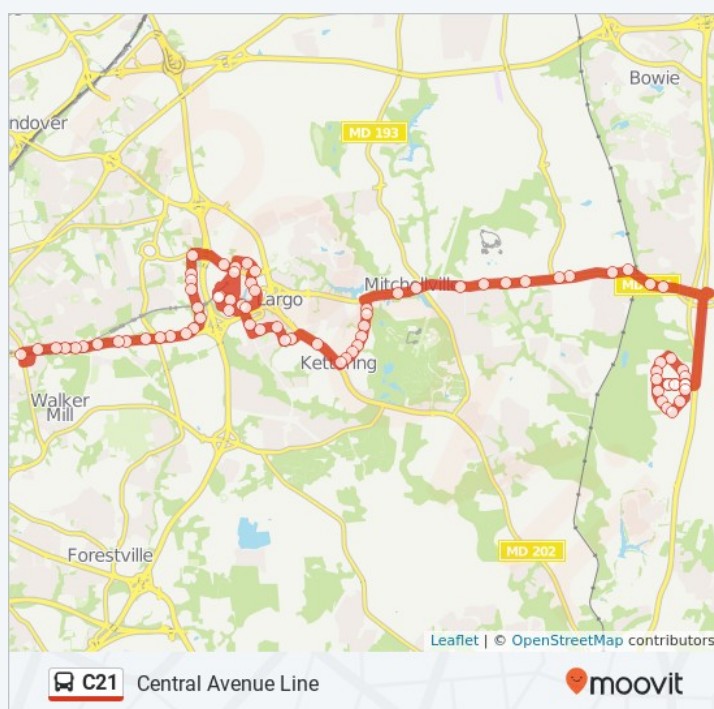 Bowie
ndover
MD 193
Mitchellville
MD
Largo
Kettering
Walker
Mill
MD 202
Forestville
Leaflet | © OpenStreetMap contributors
C21 Central Avenue Line
moovit